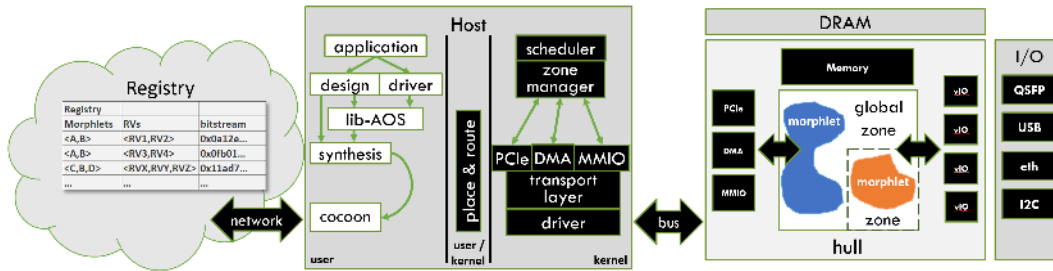 Registry
Registry
Morphlets RVs bitstream
<A,B> <RV1,RV2> 0x0a12e...
<A,B> <RV3,RV4> 0x0fb01...
<C,B,D> <RVX,RVY,RVZ> 0x11ad7...
... ... ...
network
Host
application
design driver
lib-AOS
synthesis
cocoon
user
place & route
user /
kernel
scheduler
zone
manager
PCIe DMA MMIO
transport
layer
driver
kernel
bus
DRAM
Memory
PCIe
DMA
MMIO
morphlet
global
zone
morphlet
zone
hull
vIO
vIO
vIO
vIO
I/O
QSFP
USB
eth
I2C